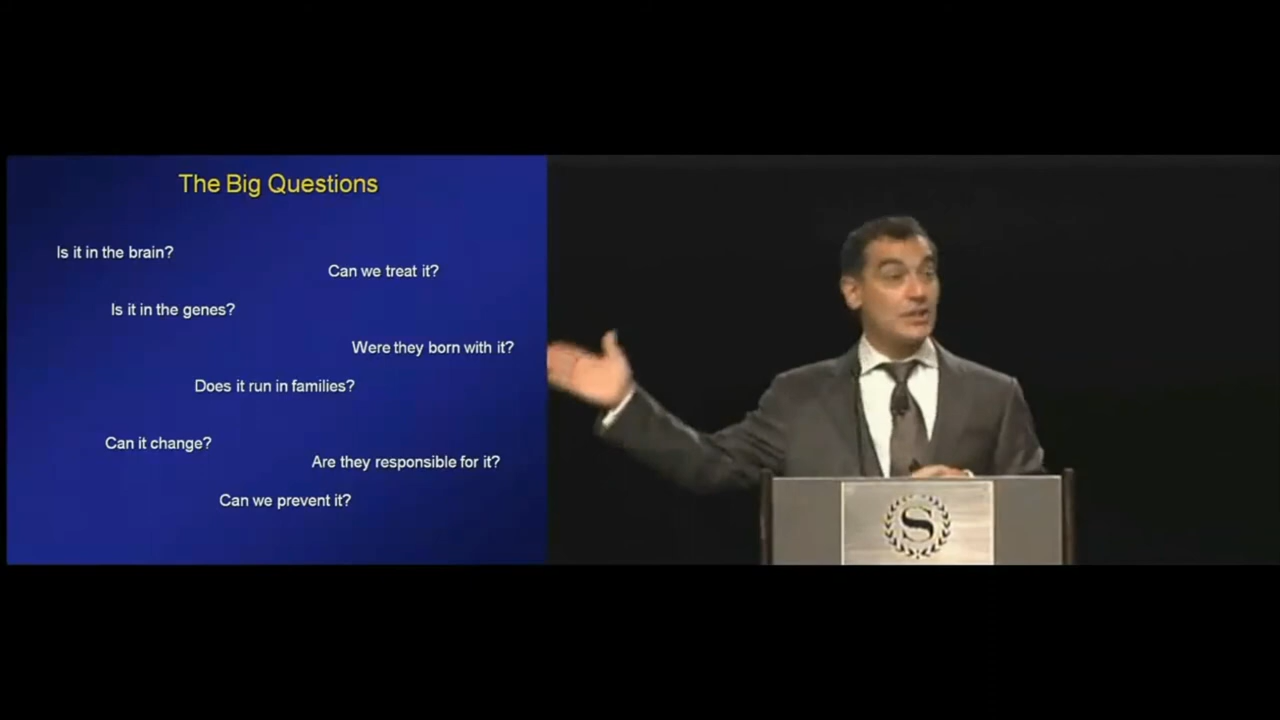 The Big Questions
Is it in the brain?
Can we treat it?
Is it in the genes?
Were they born with it?
Does it run in families?
Can it change?
Are they responsible for it?
Can we prevent it?
S